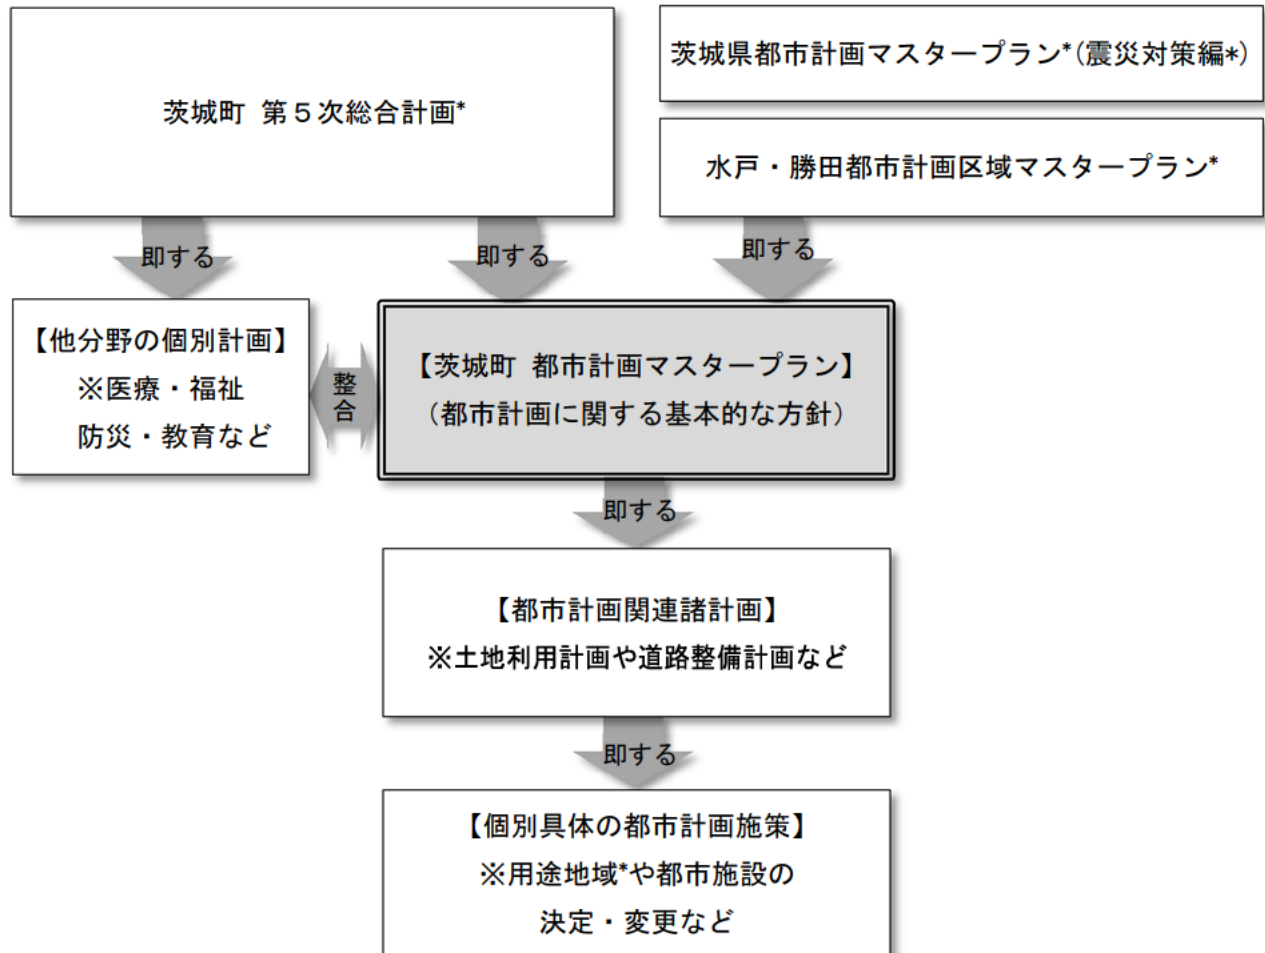 茨城町 第５次総合計画*
茨城県都市計画マスタープラン*(震災対策編*)
水戸・勝田都市計画区域マスタープラン*
即する
即する
即する
【他分野の個別計画】
※医療・福祉
防災・教育など
整合
【茨城町 都市計画マスタープラン】
（都市計画に関する基本的な方針）
即する
【都市計画関連諸計画】
※土地利用計画や道路整備計画など
即する
【個別具体の都市計画施策】
※用途地域*や都市施設の
決定・変更など